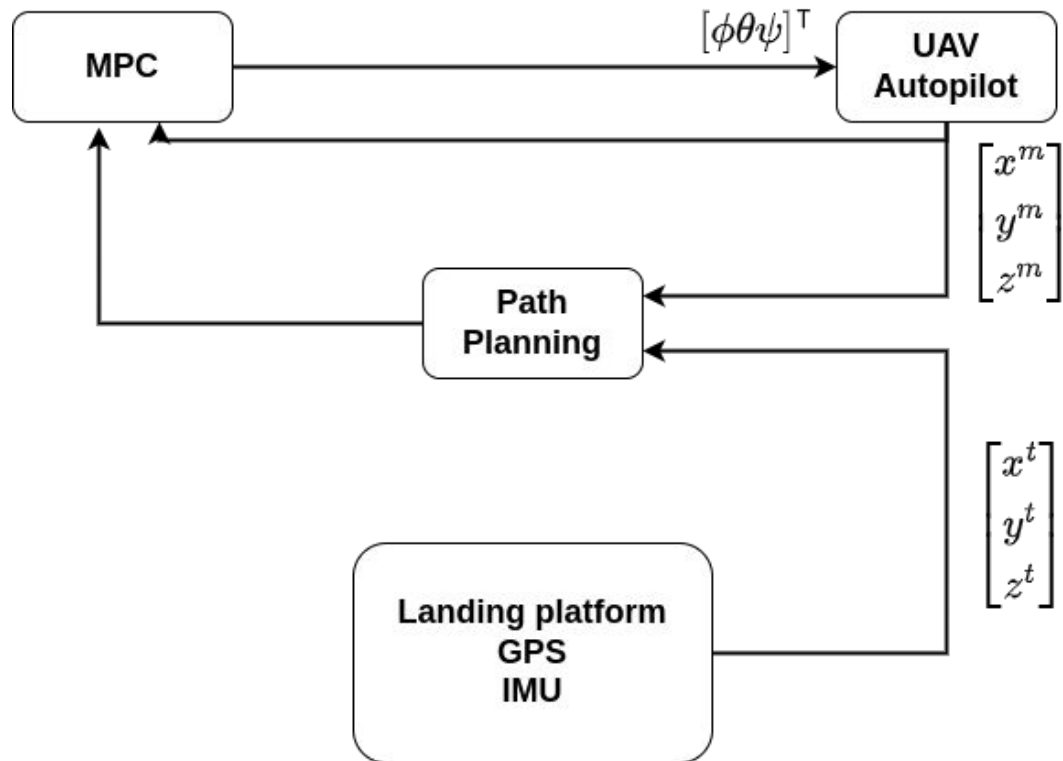 MPC
[ϕθψ]ᵀ
UAV
Autopilot
xᵐ
yᵐ
zᵐ
Path
Planning
xᵗ
yᵗ
zᵗ
Landing platform
GPS
IMU